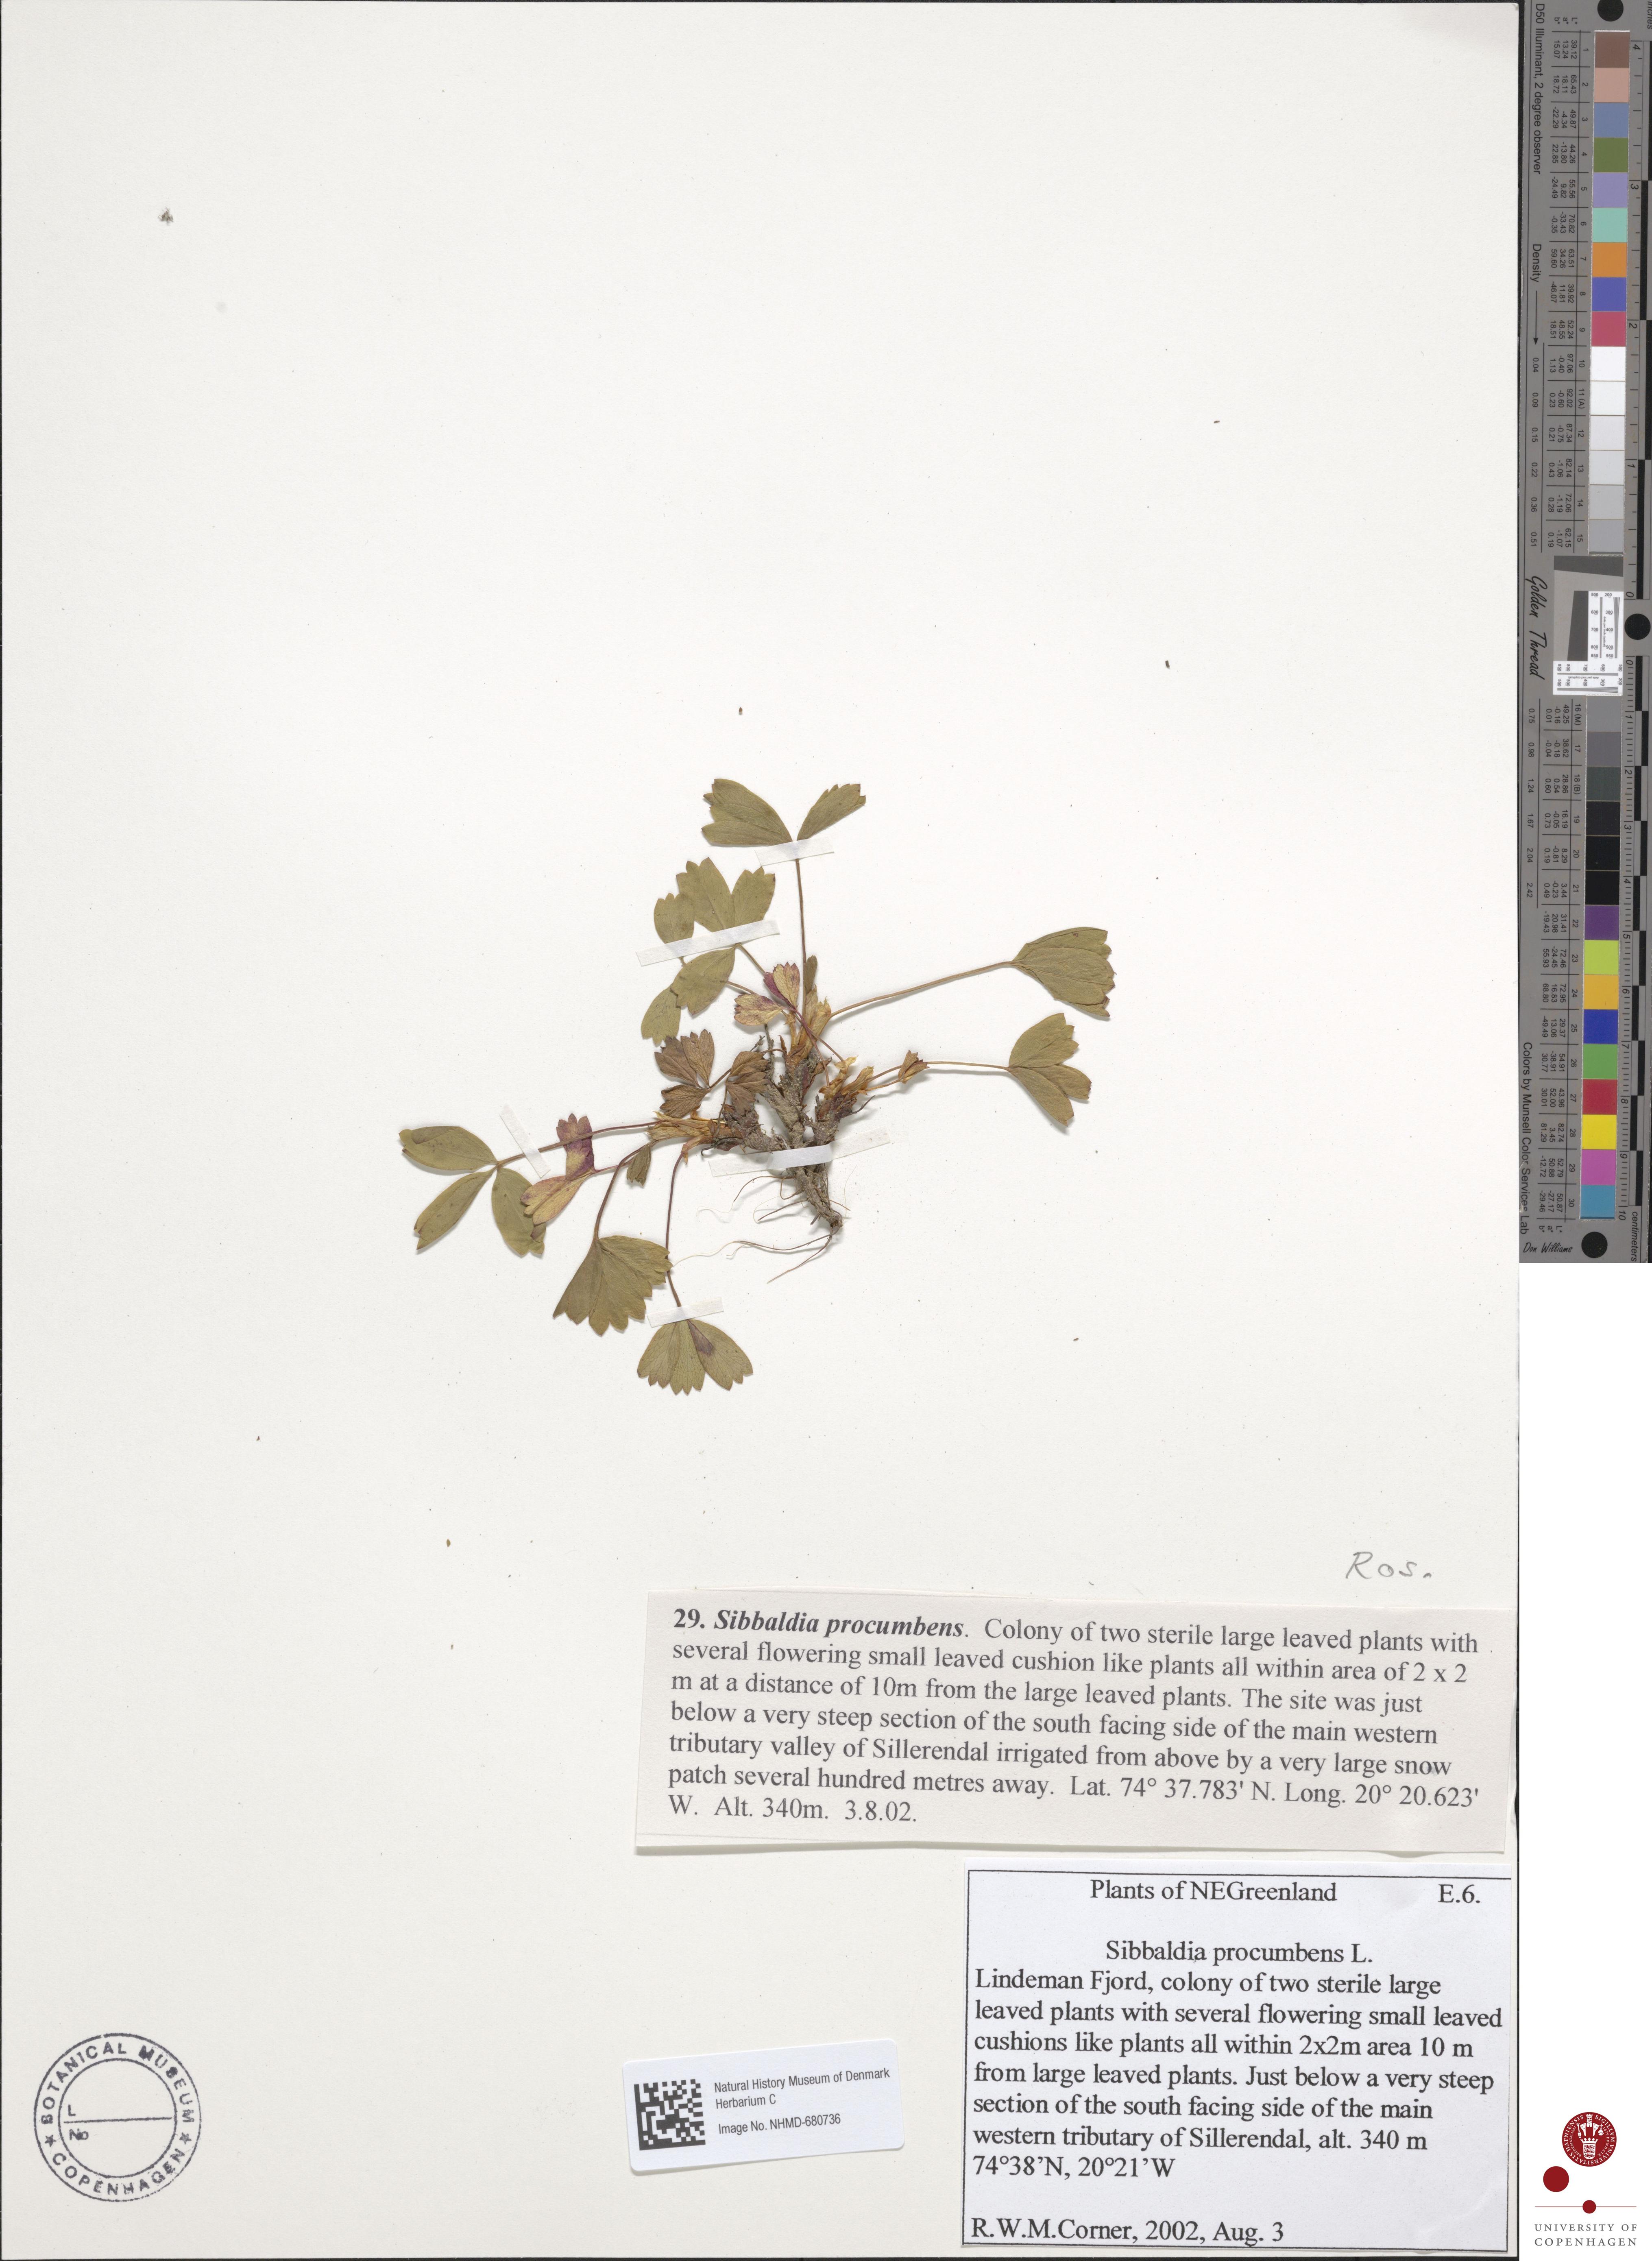 Ros.
29. Sibbaldia procumbens. Colony of two sterile large leaved plants with
several flowering small leaved cushion like plants all within area of 2 x 2
m at a distance of 10m from the large leaved plants. The site was just
below a very steep section of the south facing side of the main western
tributary valley of Sillerendal irrigated from above by a very large snow
patch several hundred metres away. Lat. 74° 37.783' N. Long. 20° 20.623'
W. Alt. 340m. 3.8.02.
Plants of NEGreenland E.6.
Sibbaldia procumbens L.
Lindeman Fjord, colony of two sterile large
leaved plants with several flowering small leaved
cushions like plants all within 2x2m area 10 m
from large leaved plants. Just below a very steep
section of the south facing side of the main
western tributary of Sillerendal, alt. 340 m
74°38’N, 20°21’W
R.W.M.Corner, 2002, Aug. 3
Natural History Museum of Denmark
Herbarium C
Image No. NHMD-680736
BOTANICAL MUSEUM
COPENHAGEN
L
No
D50 Illuminant, 2 degree observer
Density
Golden Thread
Colors by Munsell Color Services Lab
Don Williams
inches
centimeters
UNIVERSITY OF
COPENHAGEN